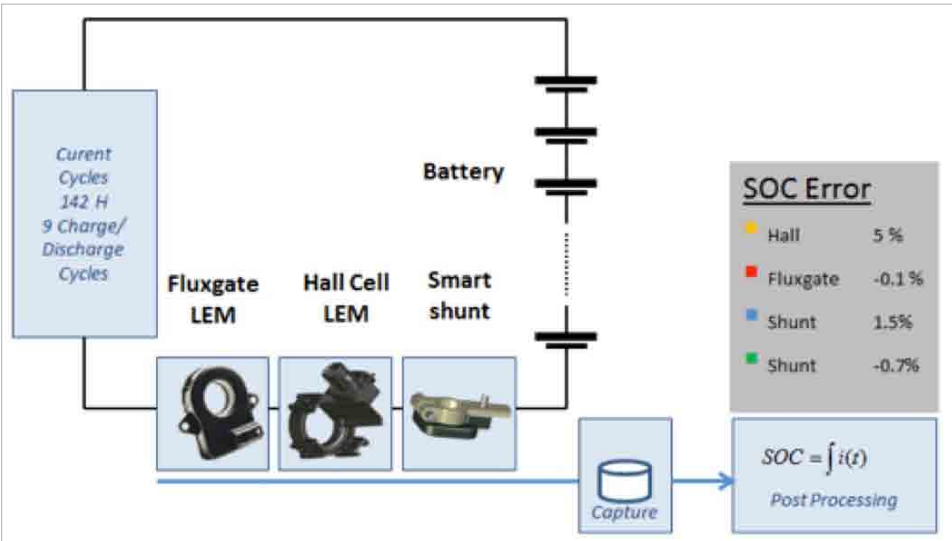 Curent
Cycles
142 H
9 Charge/
Discharge
Cycles
Fluxgate
LEM
Hall Cell
LEM
Smart
shunt
Battery
SOC Error
Hall 5 %
Fluxgate -0.1 %
Shunt 1.5%
Shunt -0.7%
Capture
SOC = ∫ i(t)
Post Processing